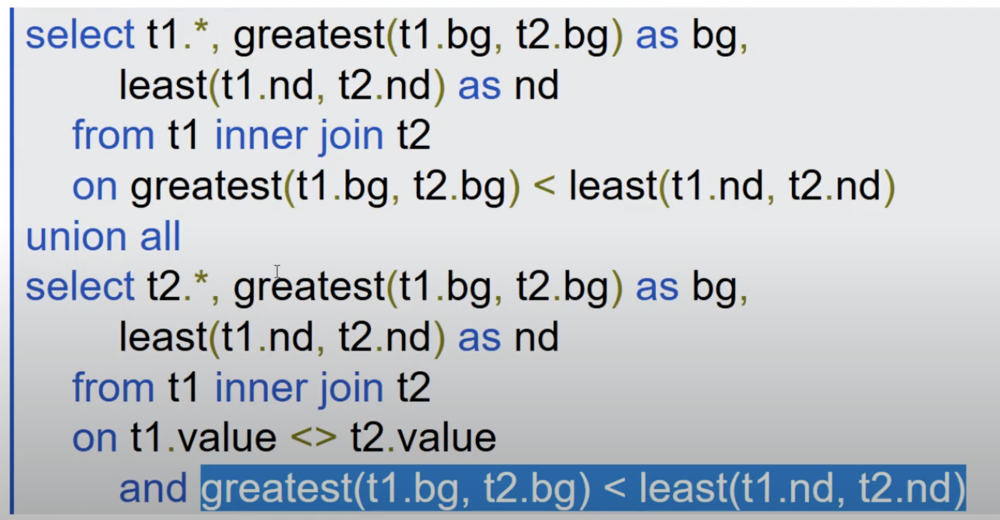 select t1.*, greatest(t1.bg, t2.bg) as bg,
least(t1.nd, t2.nd) as nd
from t1 inner join t2
on greatest(t1.bg, t2.bg) < least(t1.nd, t2.nd)
union all
select t2.*, greatest(t1.bg, t2.bg) as bg,
least(t1.nd, t2.nd) as nd
from t1 inner join t2
on t1.value <> t2.value
and greatest(t1.bg, t2.bg) < least(t1.nd, t2.nd)